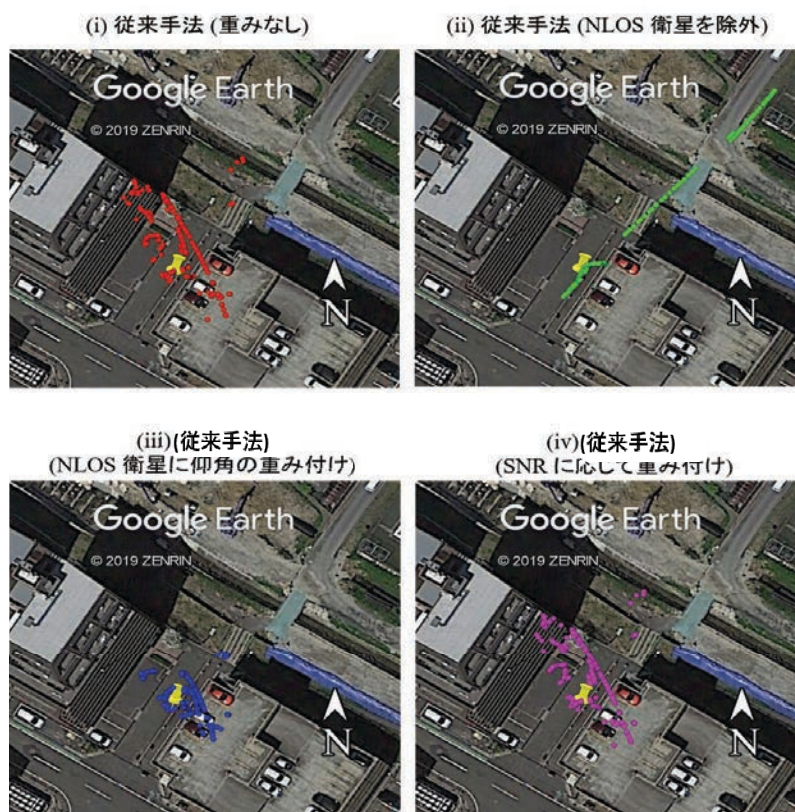 (i) 従来手法 (重みなし)
(ii) 従来手法 (NLOS 衛星を除外)
Google Earth
© 2019 ZENRIN
N
Google Earth
© 2019 ZENRIN
N
(iii)(従来手法)
(NLOS 衛星に仰角の重み付け)
(iv)(従来手法)
(SNR に応じて重み付け)
Google Earth
© 2019 ZENRIN
N
Google Earth
© 2019 ZENRIN
N